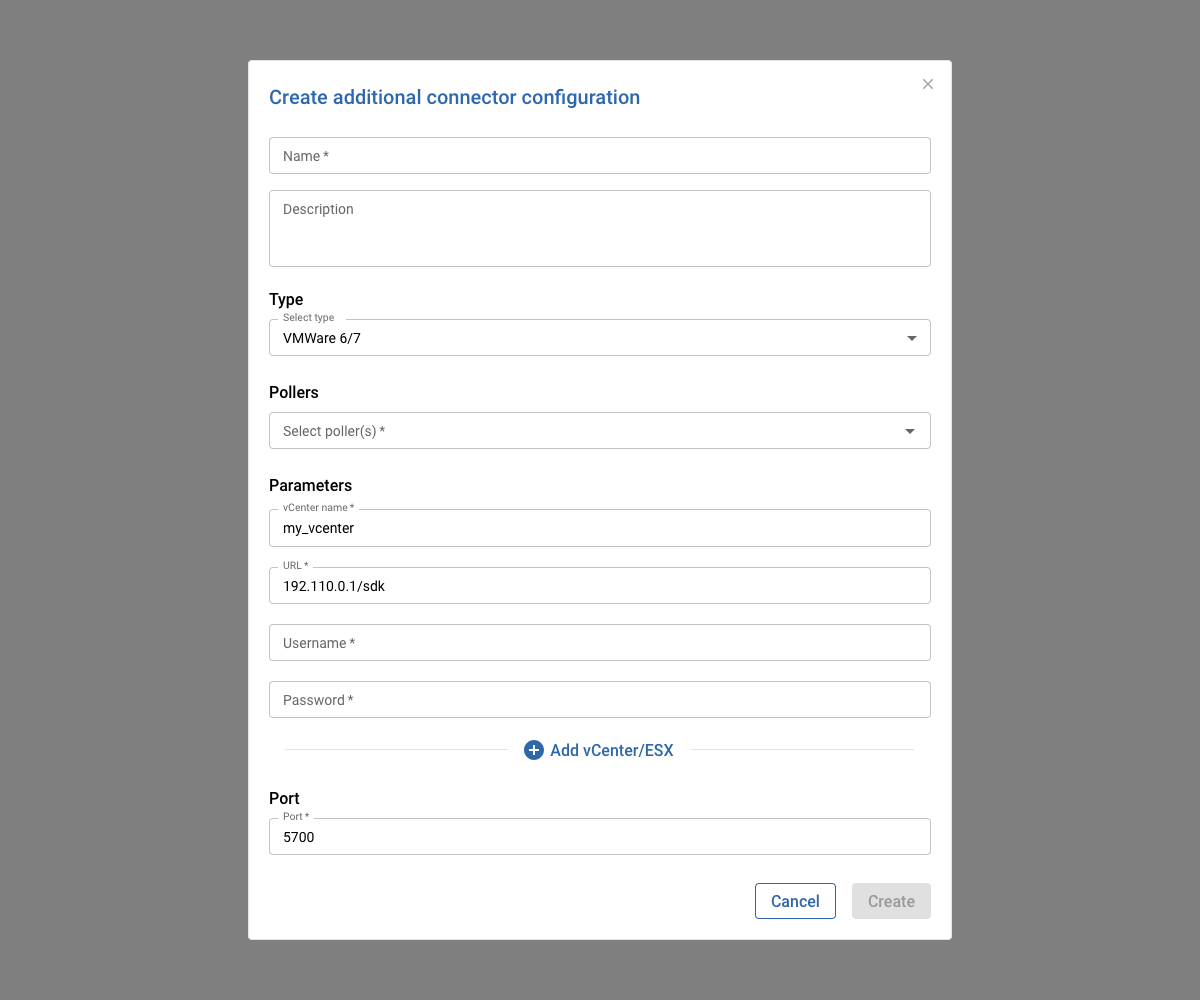 Create additional connector configuration
Name *
Description
Type
Select type
VMWare 6/7
Pollers
Select poller(s) *
Parameters
vCenter name *
my_vcenter
URL *
192.110.0.1/sdk
Username *
Password *
Add vCenter/ESX
Port
Port *
5700
Cancel Create